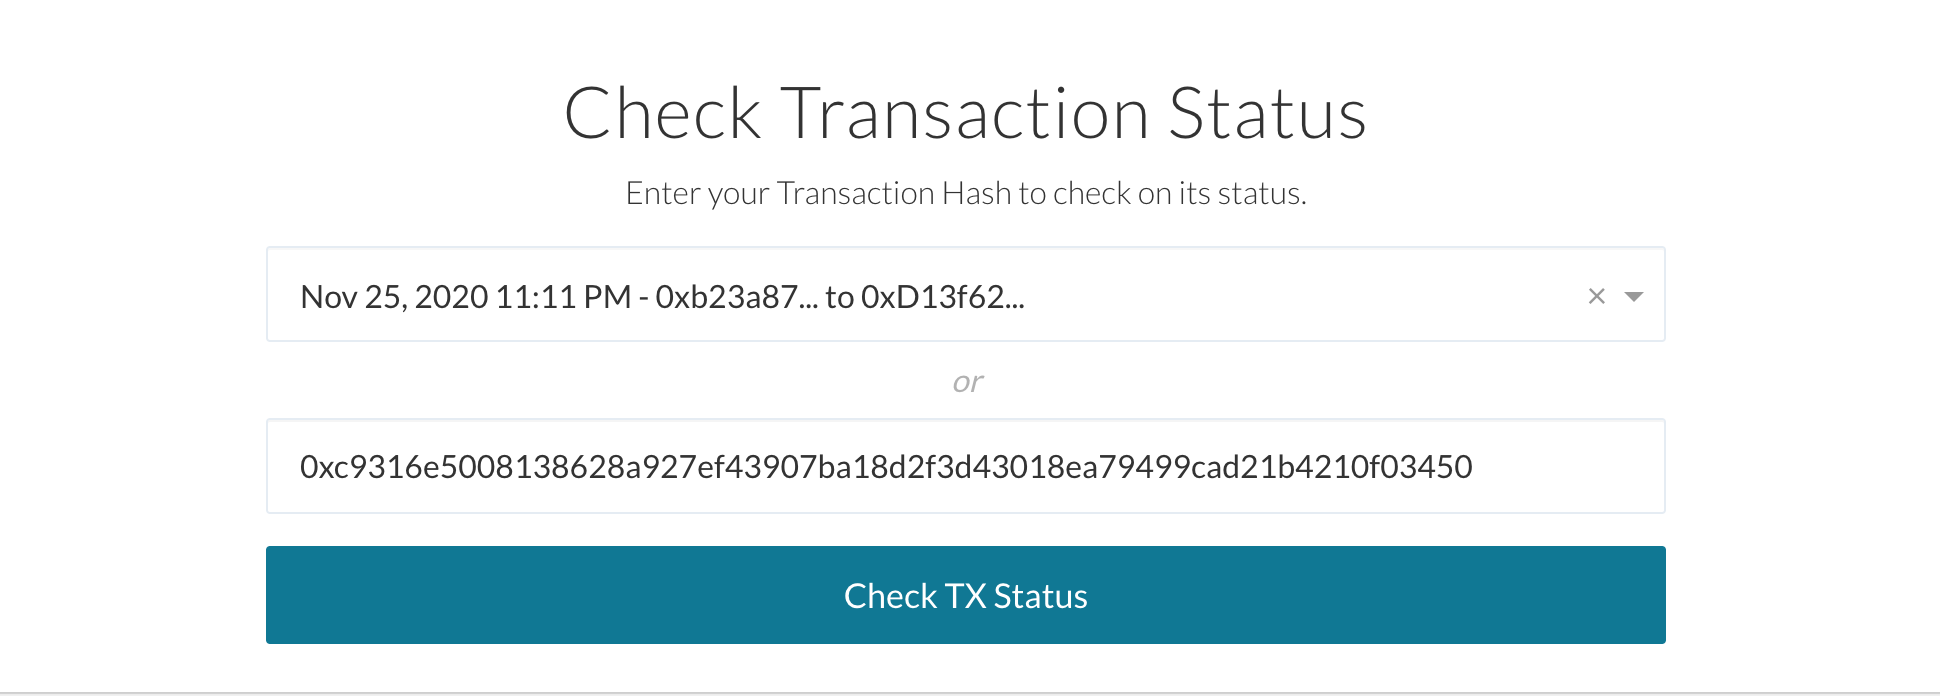 Check Transaction Status
Enter your Transaction Hash to check on its status.
Nov 25, 2020 11:11 PM - 0xb23a87... to 0xD13f62...
or
0xc9316e5008138628a927ef43907ba18d2f3d43018ea79499cad21b4210f03450
Check TX Status